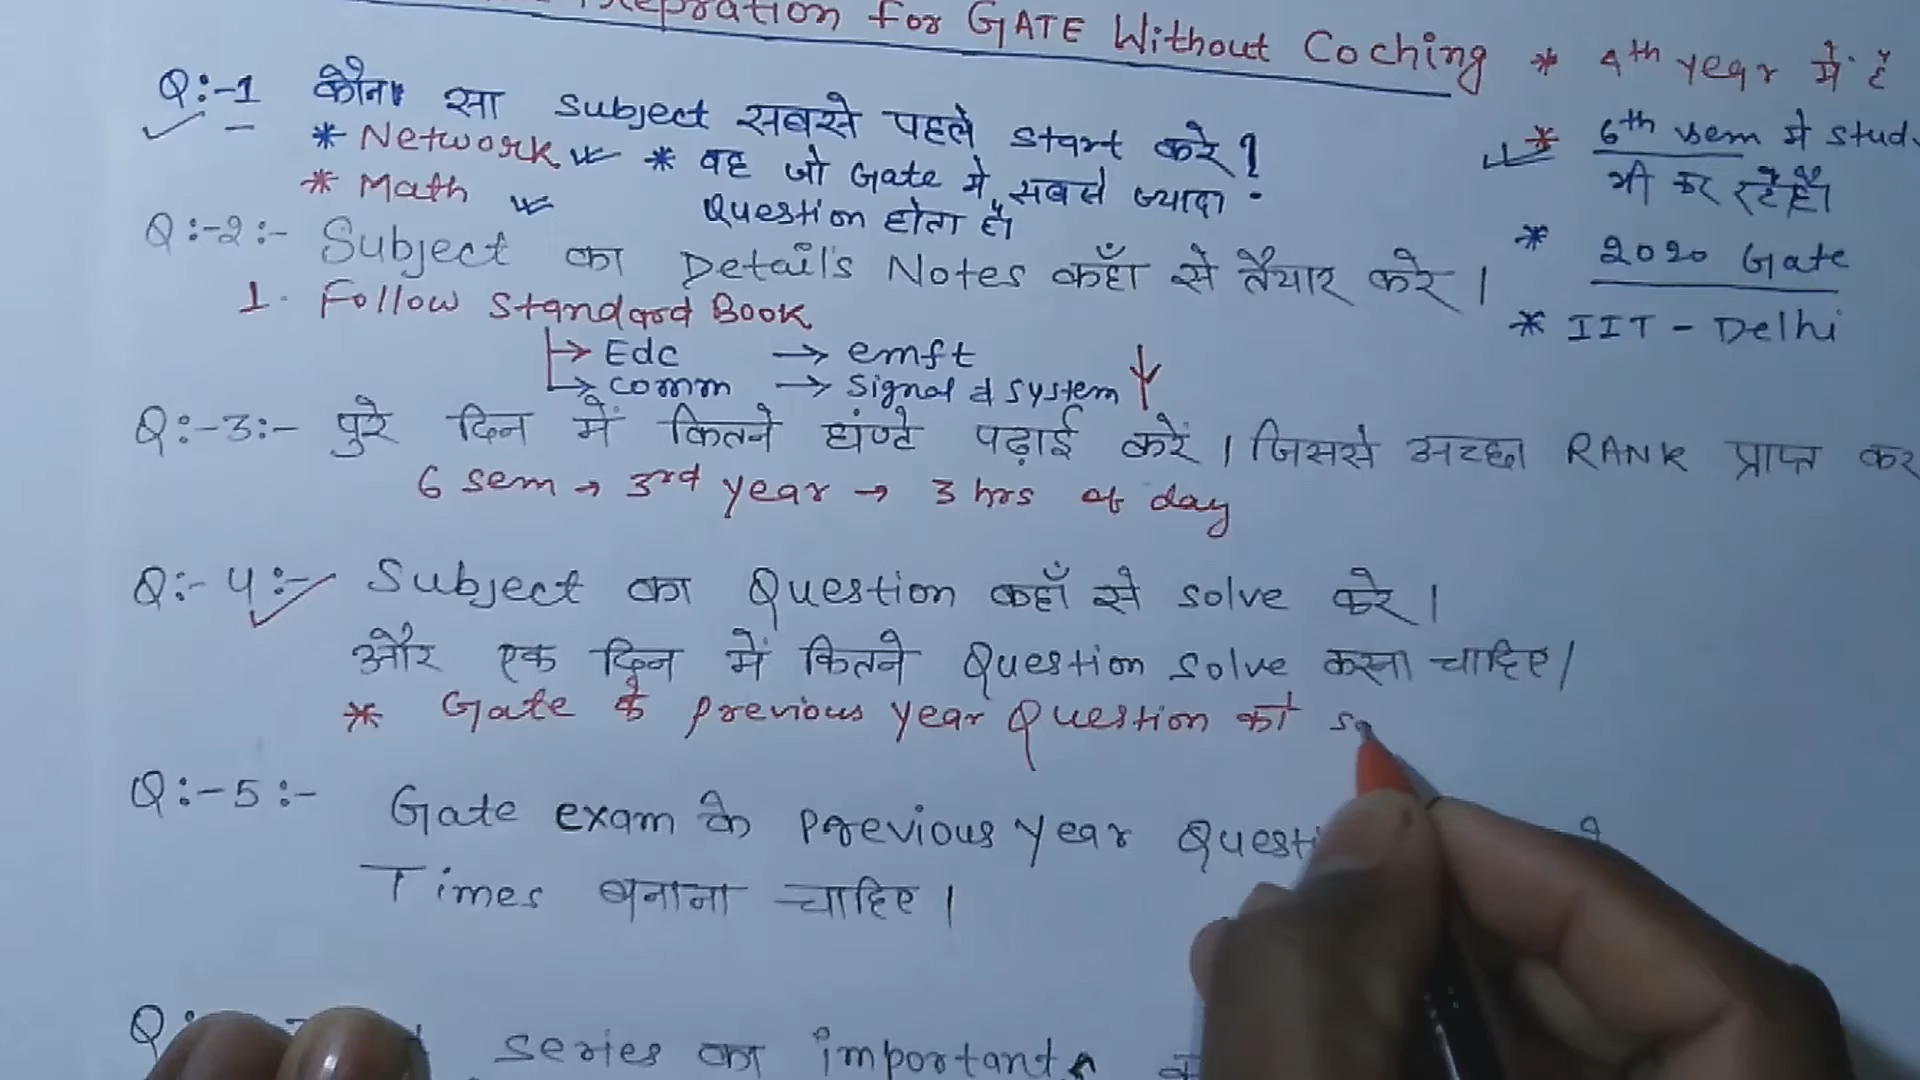 Prepration for GATE Without Coching
Q:-1 कौन सा subject सबसे पहले start करे?
* Network * वह जो Gate मे सबसे ज्यादा
* Math Question होता है।
Q:-2:- Subject का Detail's Notes कहाँ से तैयार करे।
1. Follow Standard Book
→ Edc → emft
→ comm → Signal & System
Q:-3:- पुरे दिन में कितने घंण्टे पढ़ाई करें। जिससे अच्छा RANK प्राप्त कर
6 sem → 3rd year → 3 hrs of day
Q:-4:- Subject का Question कहाँ से solve करे।
और एक दिन में कितने Question solve करना चाहिए।
* Gate के previous year Question को so
Q:-5:- Gate exam के Previous Year Questi
Times बनाना चाहिए।
Q: series का important
* 4th year में है
* 6th sem मे stud.
भी कर रहे है।
* 2020 Gate
* IIT - Delhi